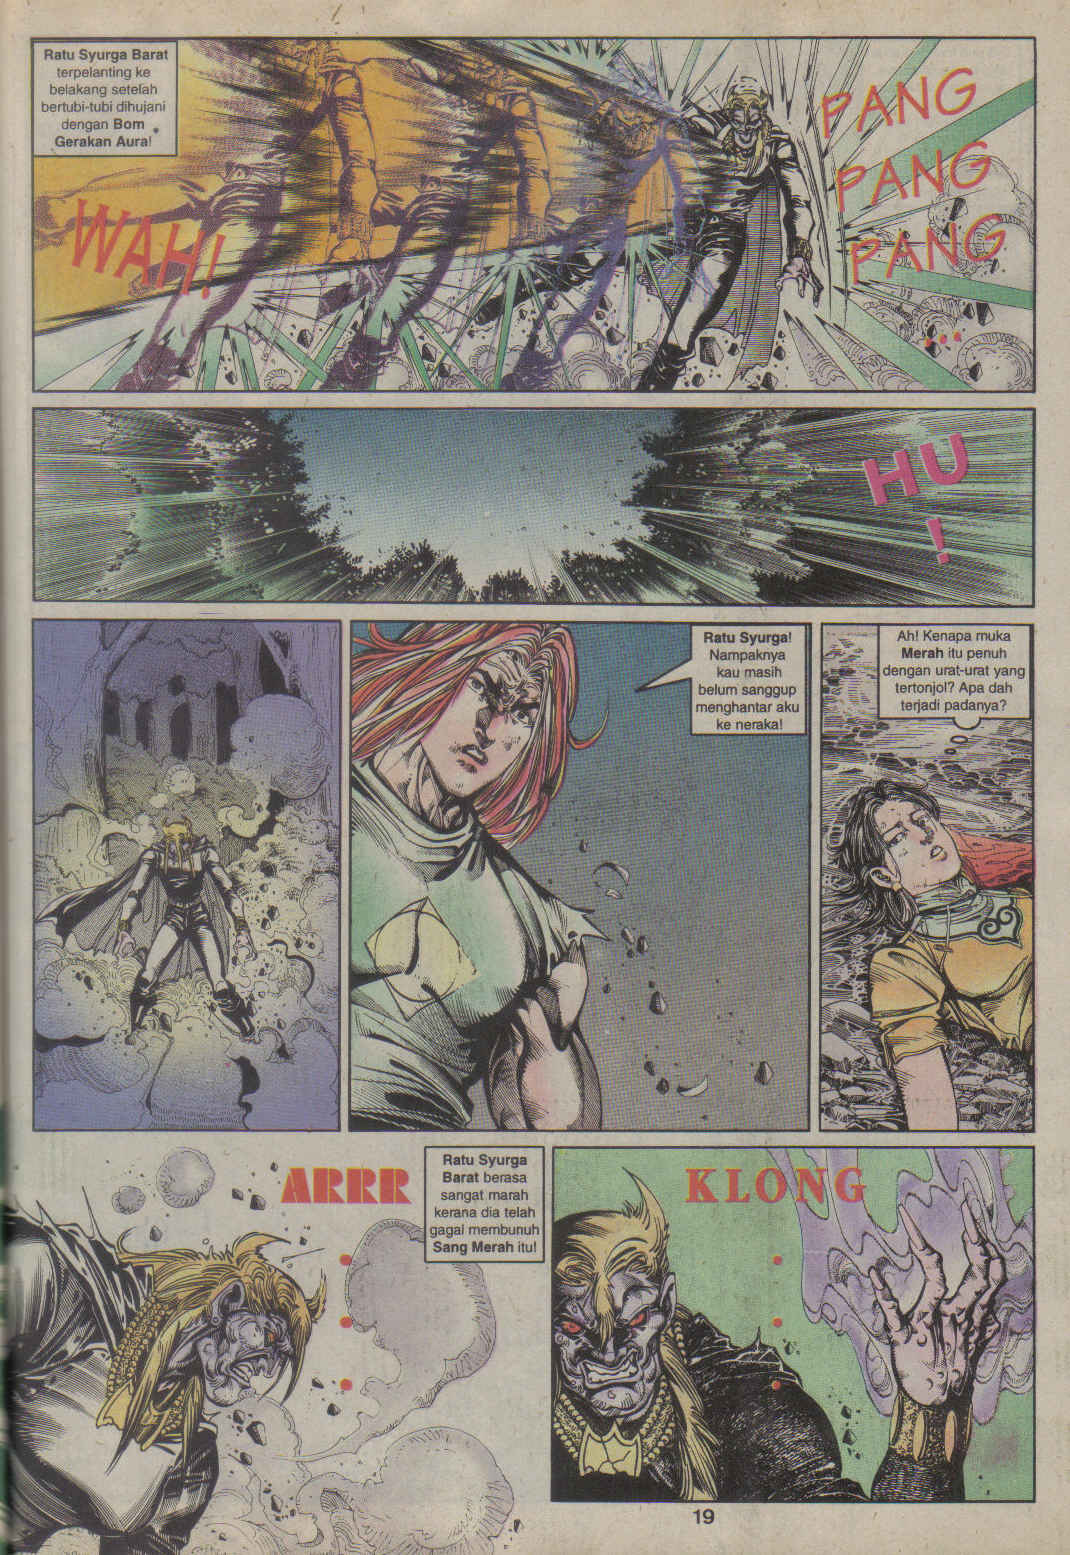 Ratu Syurga Barat
terpelanting ke
belakang setelah
bertubi-tubi dihujani
dengan Bom
Gerakan Aura!
WAH!
PANG
PANG
PANG
...
HU
!
Ratu Syurga!
Nampaknya
kau masih
belum sanggup
menghantar aku
ke neraka!
Ah! Kenapa muka
Merah itu penuh
dengan urat-urat yang
tertonjol? Apa dah
terjadi padanya?
ARRR
Ratu Syurga
Barat berasa
sangat marah
kerana dia telah
gagal membunuh
Sang Merah itu!
KLONG
19